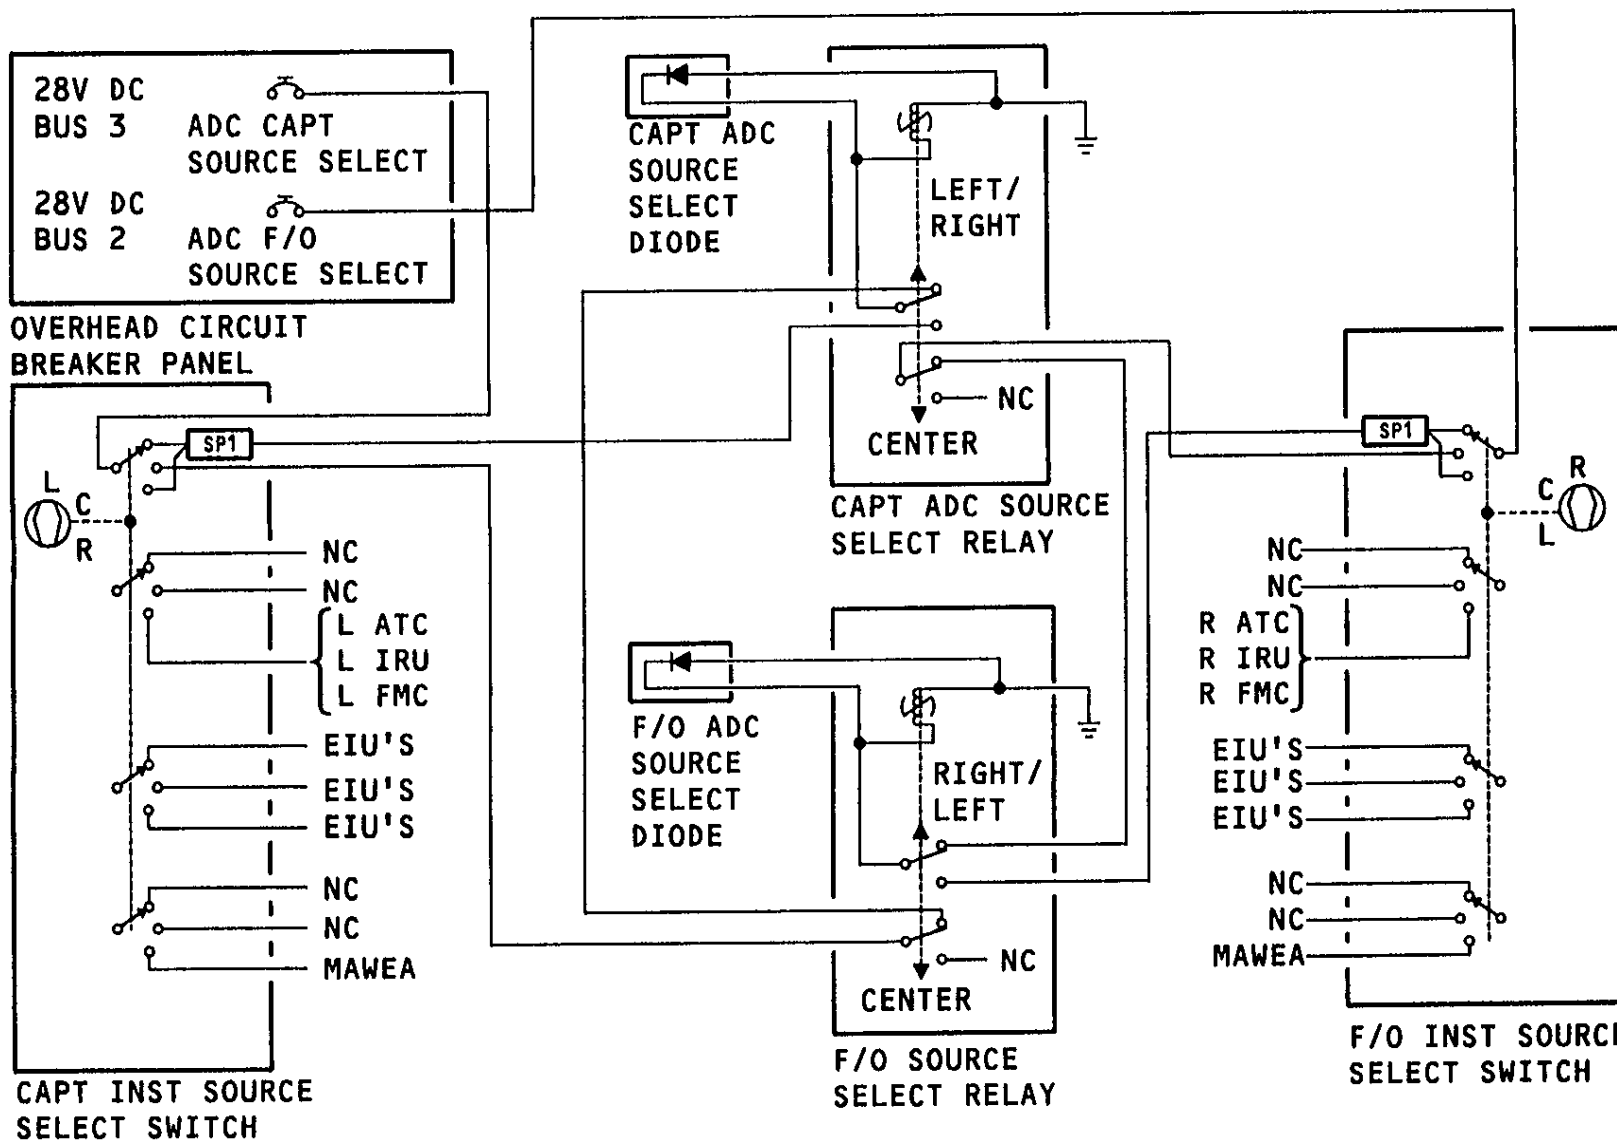 28V DC
BUS 3 ADC CAPT
SOURCE SELECT
28V DC
BUS 2 ADC F/O
SOURCE SELECT
OVERHEAD CIRCUIT
BREAKER PANEL
CAPT ADC
SOURCE
SELECT
DIODE
LEFT/
RIGHT
NC
CENTER
CAPT ADC SOURCE
SELECT RELAY
SP1
L
C
R
NC
NC
L ATC
L IRU
L FMC
EIU'S
EIU'S
EIU'S
NC
NC
MAWEA
CAPT INST SOURCE
SELECT SWITCH
F/O ADC
SOURCE
SELECT
DIODE
RIGHT/
LEFT
NC
CENTER
F/O SOURCE
SELECT RELAY
SP1
R
C
L
NC
NC
R ATC
R IRU
R FMC
EIU'S
EIU'S
EIU'S
NC
NC
MAWEA
F/O INST SOURC
SELECT SWITCH